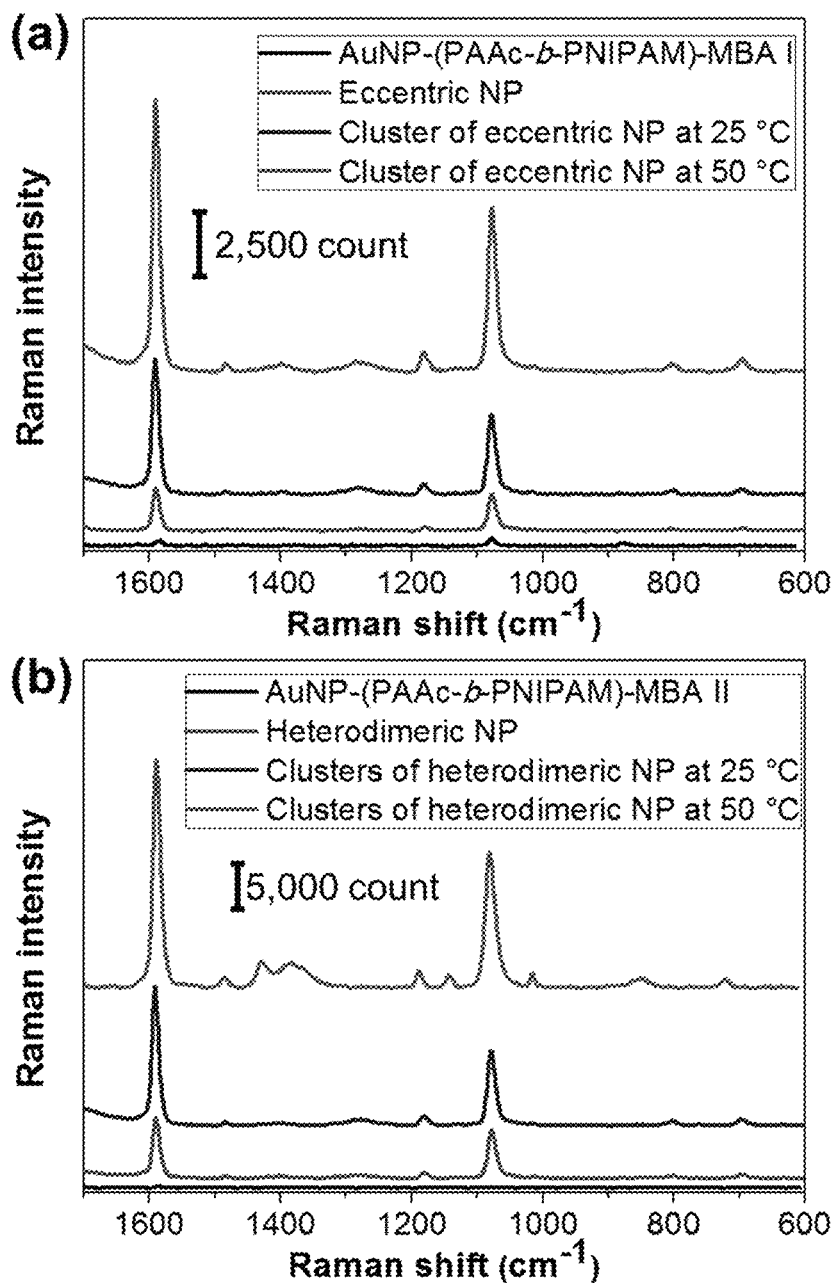 (a)
AuNP-(PAAc-b-PNIPAM)-MBA I
Eccentric NP
Cluster of eccentric NP at 25 °C
Cluster of eccentric NP at 50 °C
2,500 count
Raman intensity
1600 1400 1200 1000 800 600
Raman shift (cm-1)
(b)
AuNP-(PAAc-b-PNIPAM)-MBA II
Heterodimeric NP
Clusters of heterodimeric NP at 25 °C
Clusters of heterodimeric NP at 50 °C
5,000 count
Raman intensity
1600 1400 1200 1000 800 600
Raman shift (cm-1)